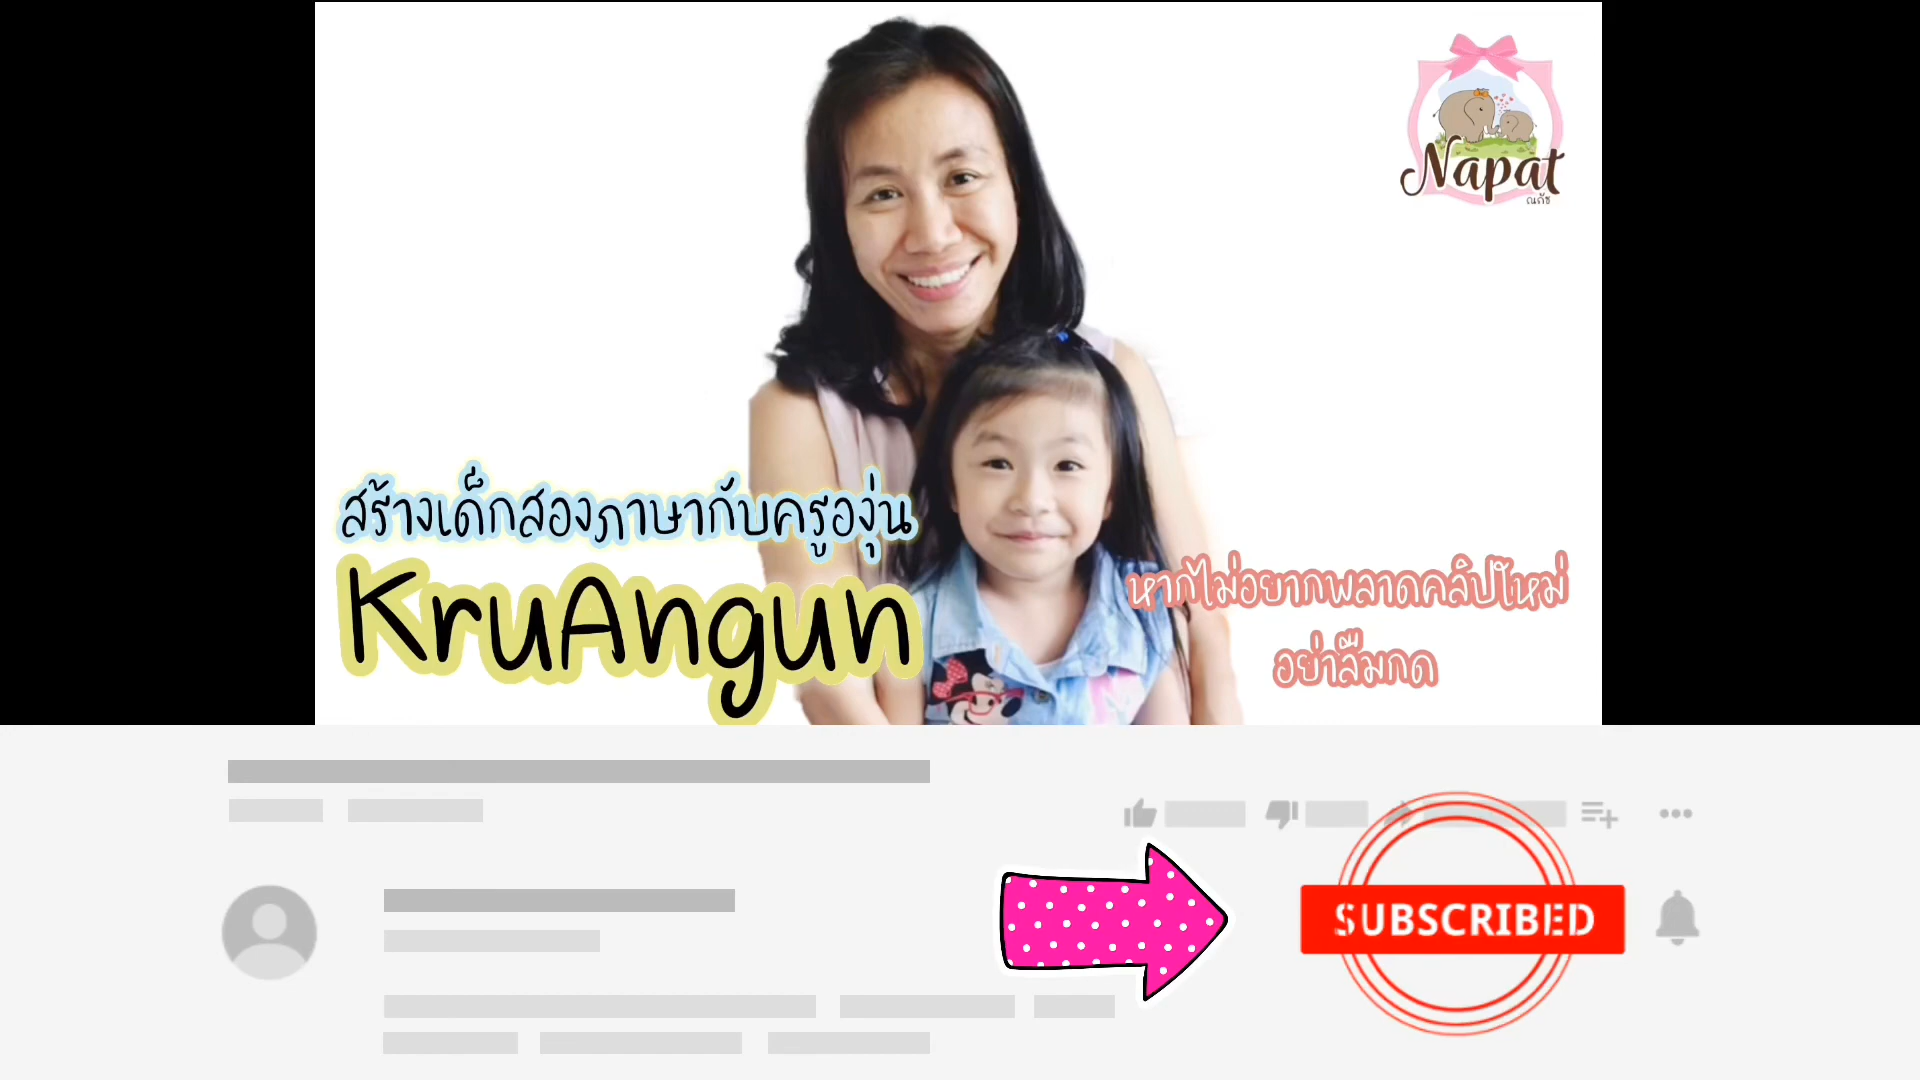 Napat
ณภัช
สร้างเด็กสองภาษากับครูองุ่น
KruAngun
หากไม่อยากพลาดคลิปใหม่
อย่าลืมกด
SUBSCRIBED